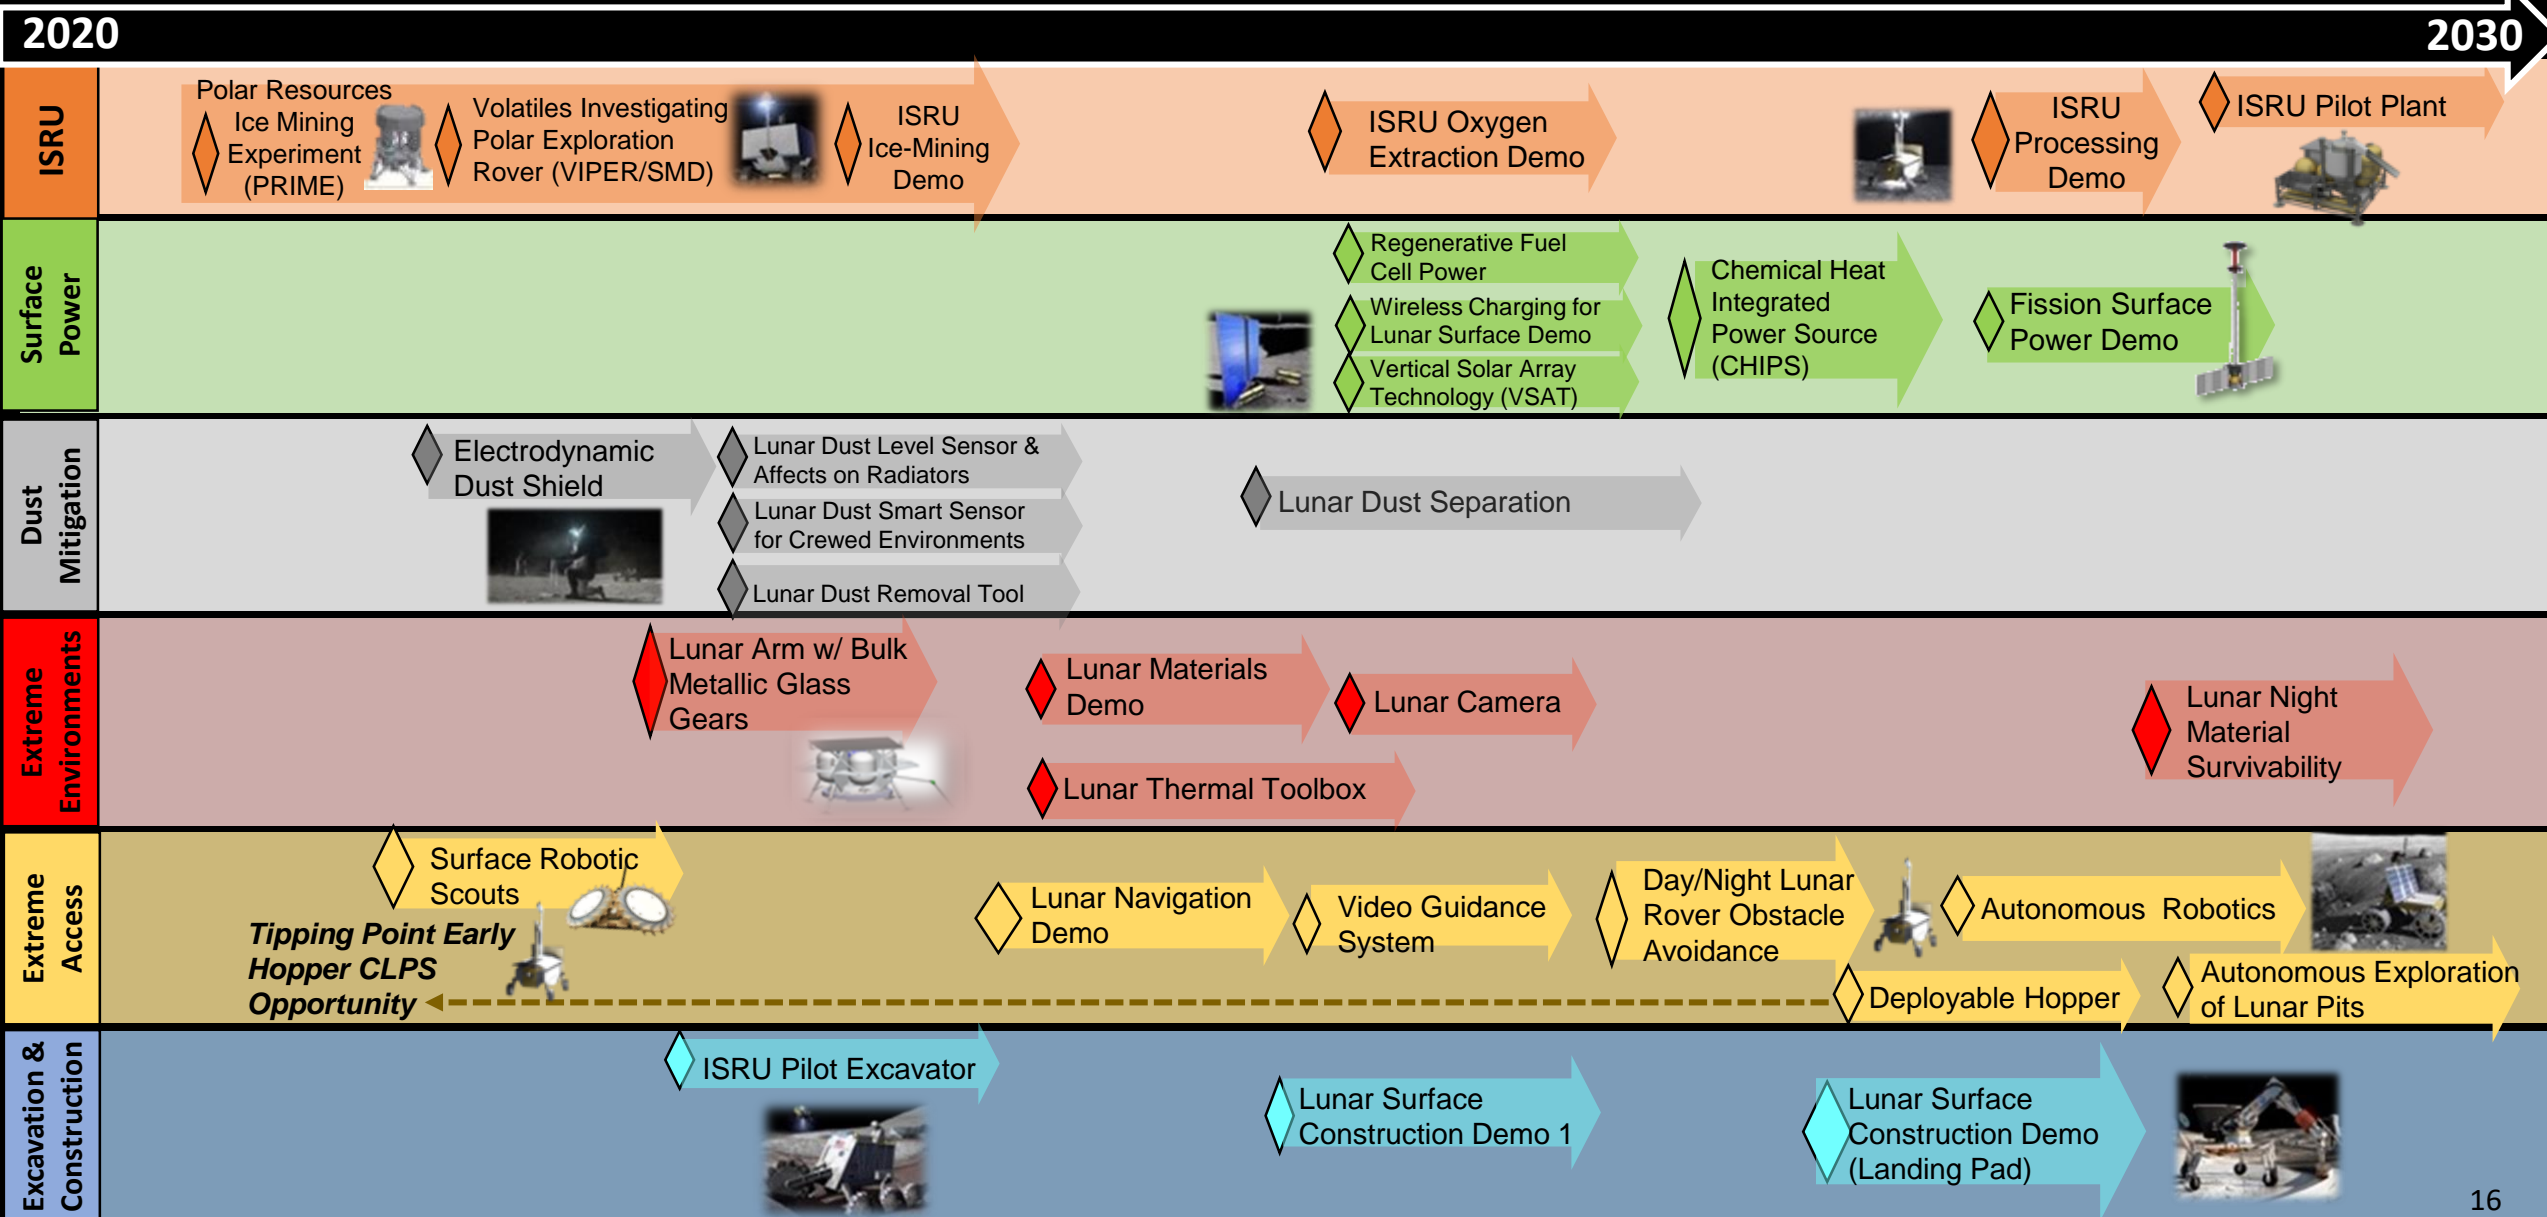 2020
2030
ISRU
Polar Resources
Ice Mining
Experiment
(PRIME)
Volatiles Investigating
Polar Exploration
Rover (VIPER/SMD)
ISRU
Ice-Mining
Demo
ISRU Oxygen
Extraction Demo
ISRU
Processing
Demo
ISRU Pilot Plant
Surface
Power
Regenerative Fuel
Cell Power
Wireless Charging for
Lunar Surface Demo
Vertical Solar Array
Technology (VSAT)
Chemical Heat
Integrated
Power Source
(CHIPS)
Fission Surface
Power Demo
Dust
Mitigation
Electrodynamic
Dust Shield
Lunar Dust Level Sensor &
Affects on Radiators
Lunar Dust Smart Sensor
for Crewed Environments
Lunar Dust Removal Tool
Lunar Dust Separation
Extreme
Environments
Lunar Arm w/ Bulk
Metallic Glass
Gears
Lunar Materials
Demo
Lunar Camera
Lunar Thermal Toolbox
Lunar Night
Material
Survivability
Extreme
Access
Surface Robotic
Scouts
Tipping Point Early
Hopper CLPS
Opportunity
Lunar Navigation
Demo
Video Guidance
System
Day/Night Lunar
Rover Obstacle
Avoidance
Autonomous Robotics
Deployable Hopper
Autonomous Exploration
of Lunar Pits
Excavation &
Construction
ISRU Pilot Excavator
Lunar Surface
Construction Demo 1
Lunar Surface
Construction Demo
(Landing Pad)
16